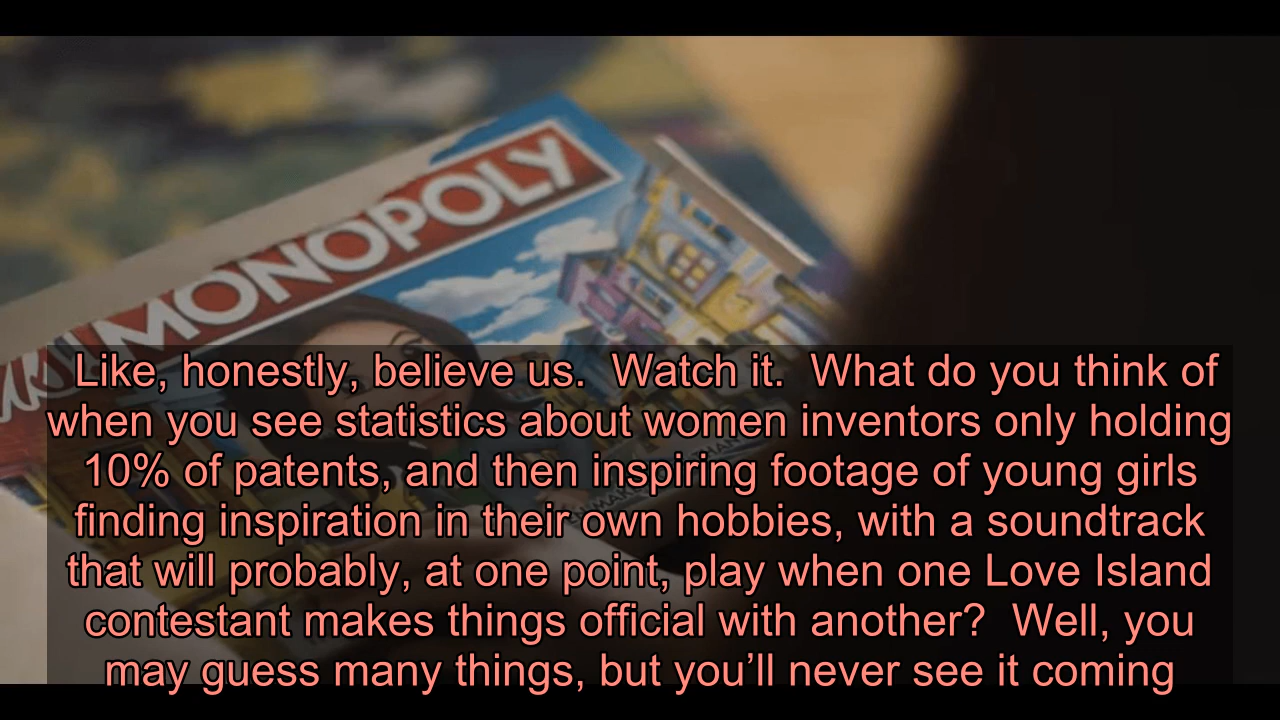 MONOPOLY
Like, honestly, believe us.  Watch it.  What do you think of
when you see statistics about women inventors only holding
10% of patents, and then inspiring footage of young girls
finding inspiration in their own hobbies, with a soundtrack
that will probably, at one point, play when one Love Island
contestant makes things official with another?  Well, you
may guess many things, but you’ll never see it coming